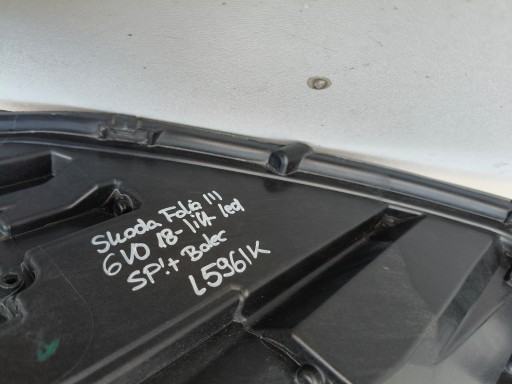 Skoda Fabia III
6V0 18- lift led
SP'+ Bolec
L5961K